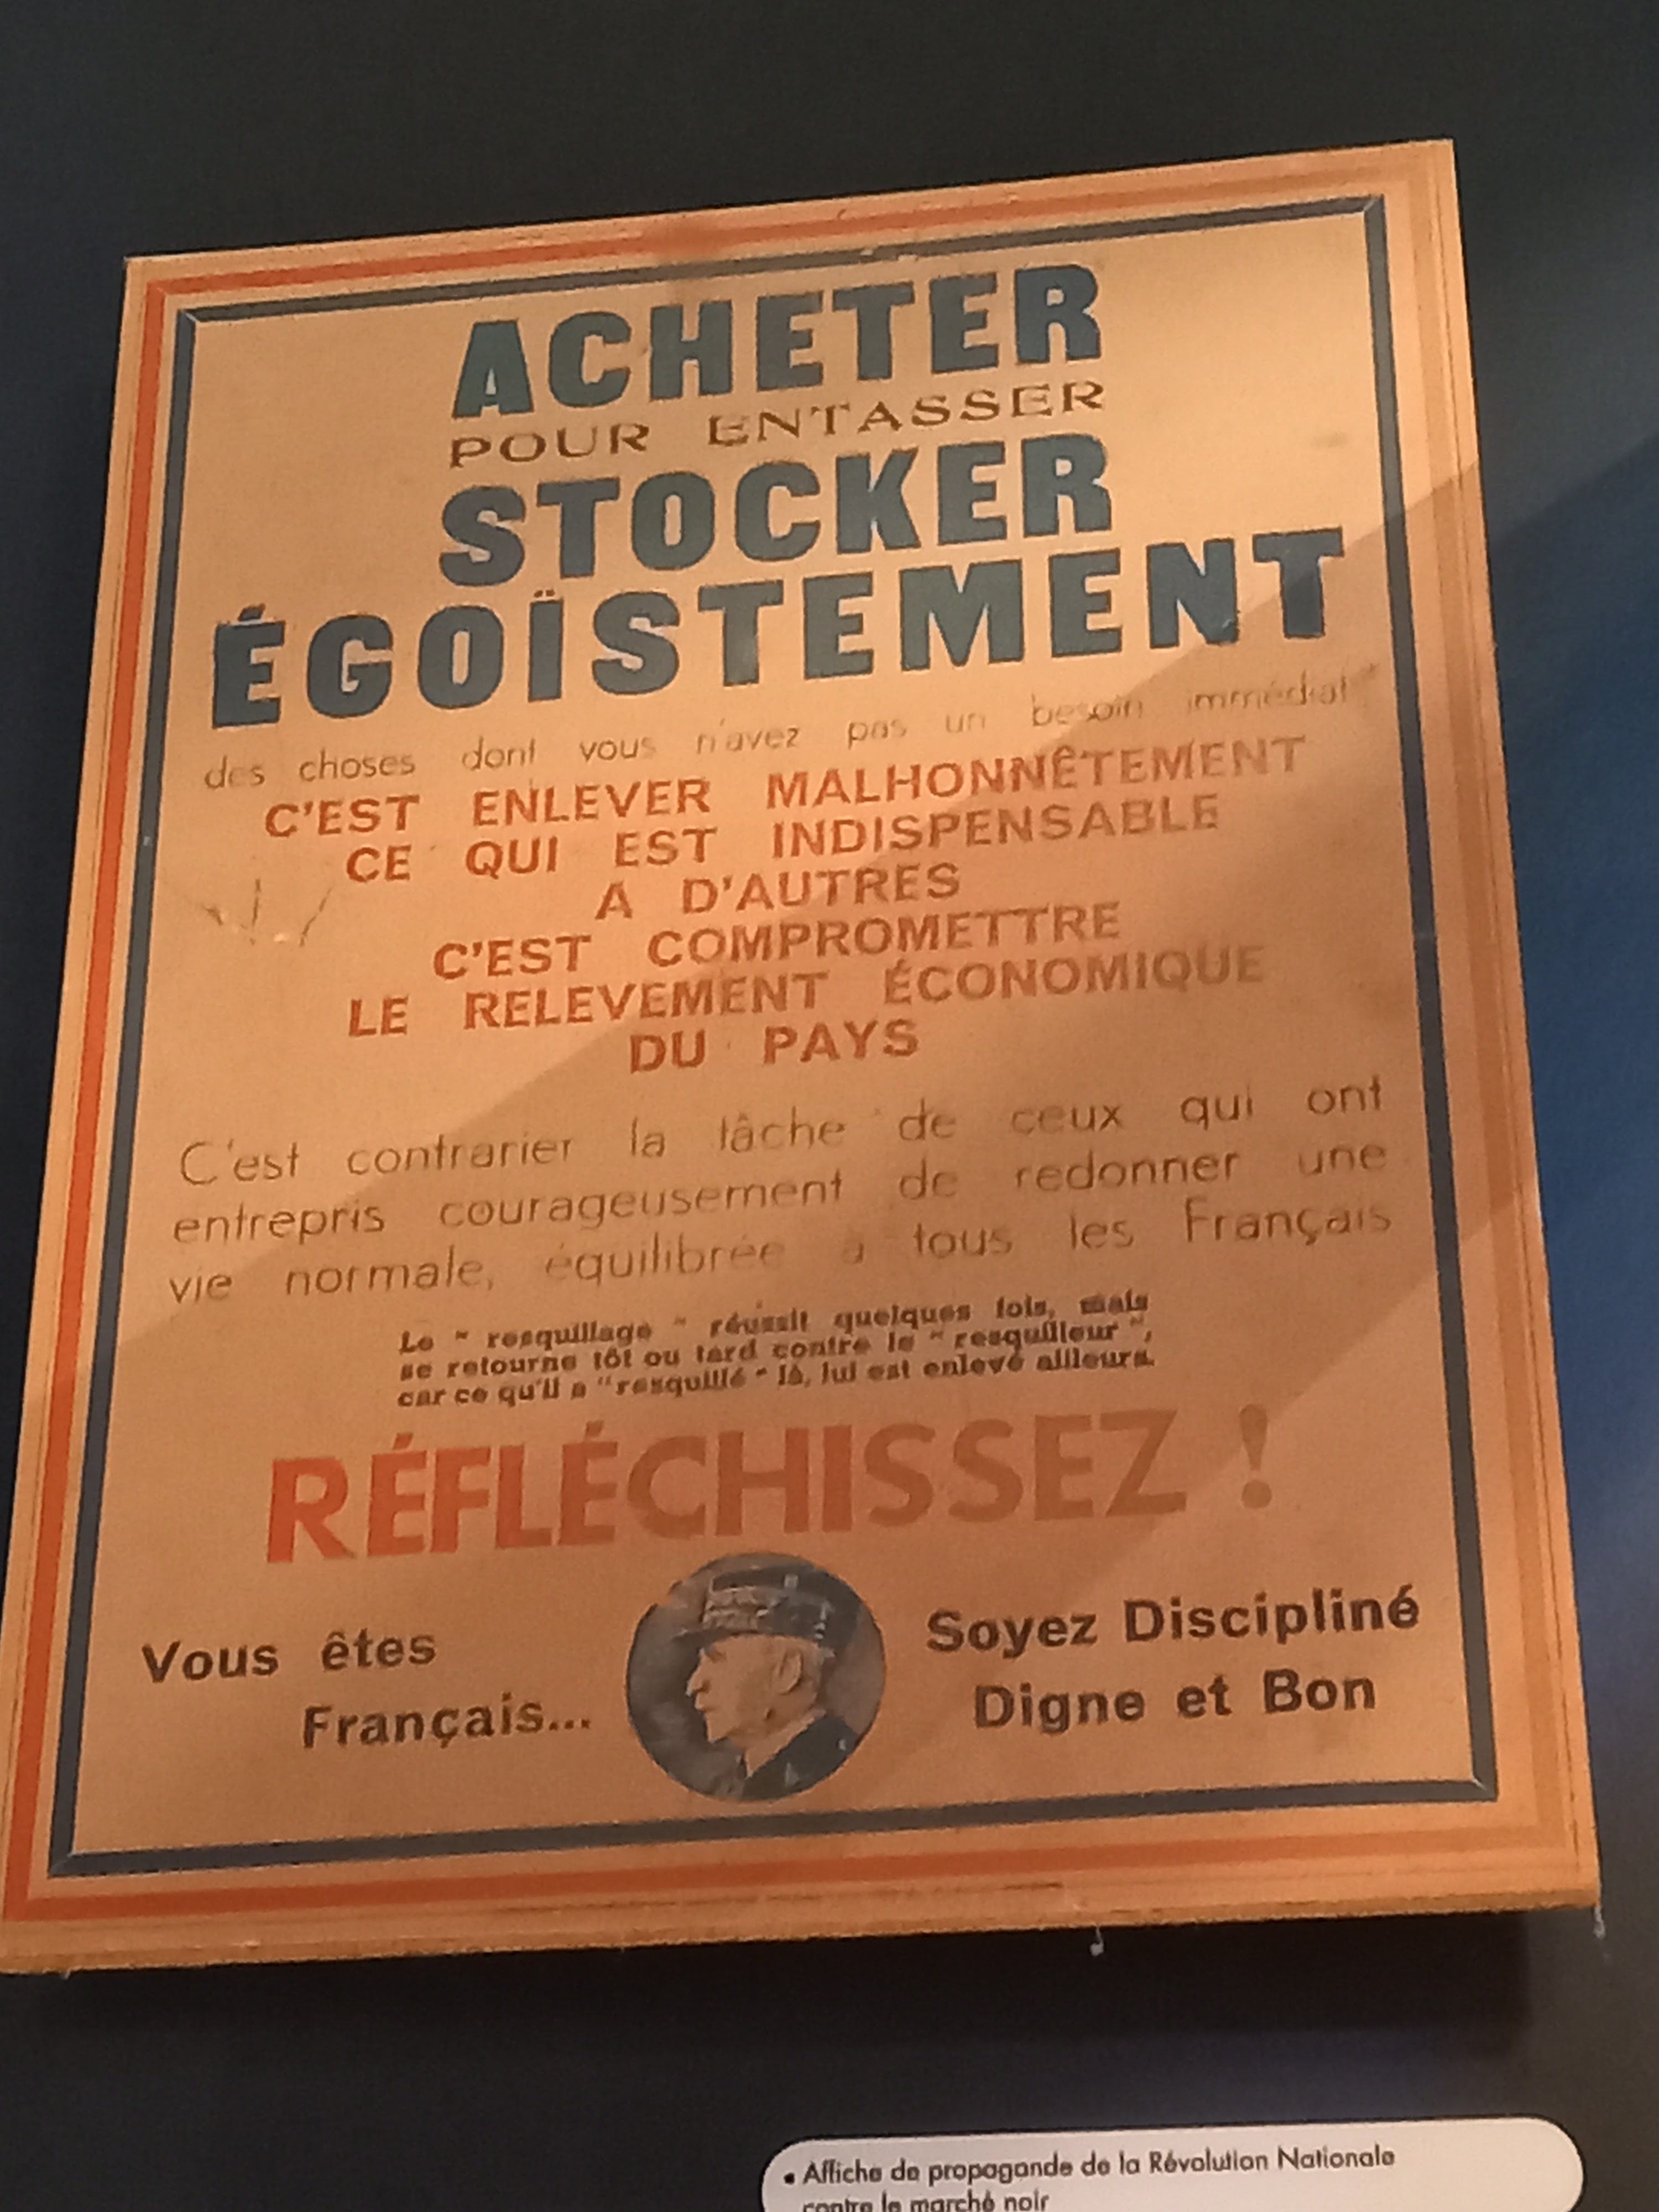 ACHETER
POUR ENTASSER
STOCKER
ÉGOÏSTEMENT
des choses dont vous n'avez pas un besoin immédiat
C'EST ENLEVER MALHONNÊTEMENT
CE QUI EST INDISPENSABLE
A D'AUTRES
C'EST COMPROMETTRE
LE RELEVEMENT ÉCONOMIQUE
DU PAYS
C'est contrarier la tâche de ceux qui ont
entrepris courageusement de redonner une
vie normale, équilibrée à tous les Français
Le " resquillage " réussit quelques fois, mais
se retourne tôt ou tard contre le " resquilleur ",
car ce qu'il a "resquillé" là, lui est enlevé ailleurs.
RÉFLÉCHISSEZ !
Vous êtes
Français...
Soyez Discipliné
Digne et Bon
• Affiche de propagande de la Révolution Nationale
contre le marché noir